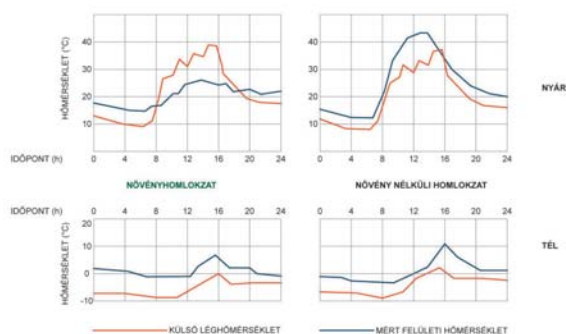 HŐMÉRSÉKLET (°C)
40
30
20
10
40
30
20
10
NYÁR
IDŐPONT (h)
0 4 8 12 16 20 24
0 4 8 12 16 20 24
NÖVÉNYHOMLOKZAT
NÖVÉNY NÉLKÜLI HOMLOKZAT
IDŐPONT (h)
0 4 8 12 16 20 24
0 4 8 12 16 20 24
TÉL
HŐMÉRSÉKLET (°C)
20
10
0
-10
KÜLSŐ LÉGHŐMÉRSÉKLET
MÉRT FELÜLETI HŐMÉRSÉKLET